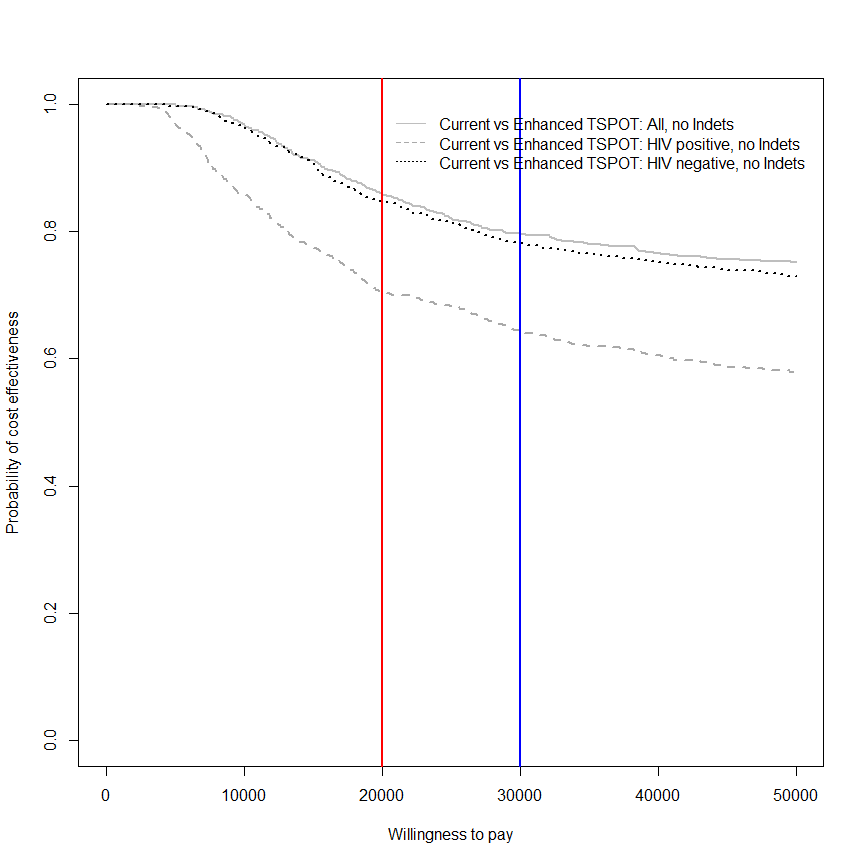 Current vs Enhanced TSPOT: All, no Indets
Current vs Enhanced TSPOT: HIV positive, no Indets
Current vs Enhanced TSPOT: HIV negative, no Indets
Probability of cost effectiveness
1.0
0.8
0.6
0.4
0.2
0.0
0 10000 20000 30000 40000 50000
Willingness to pay